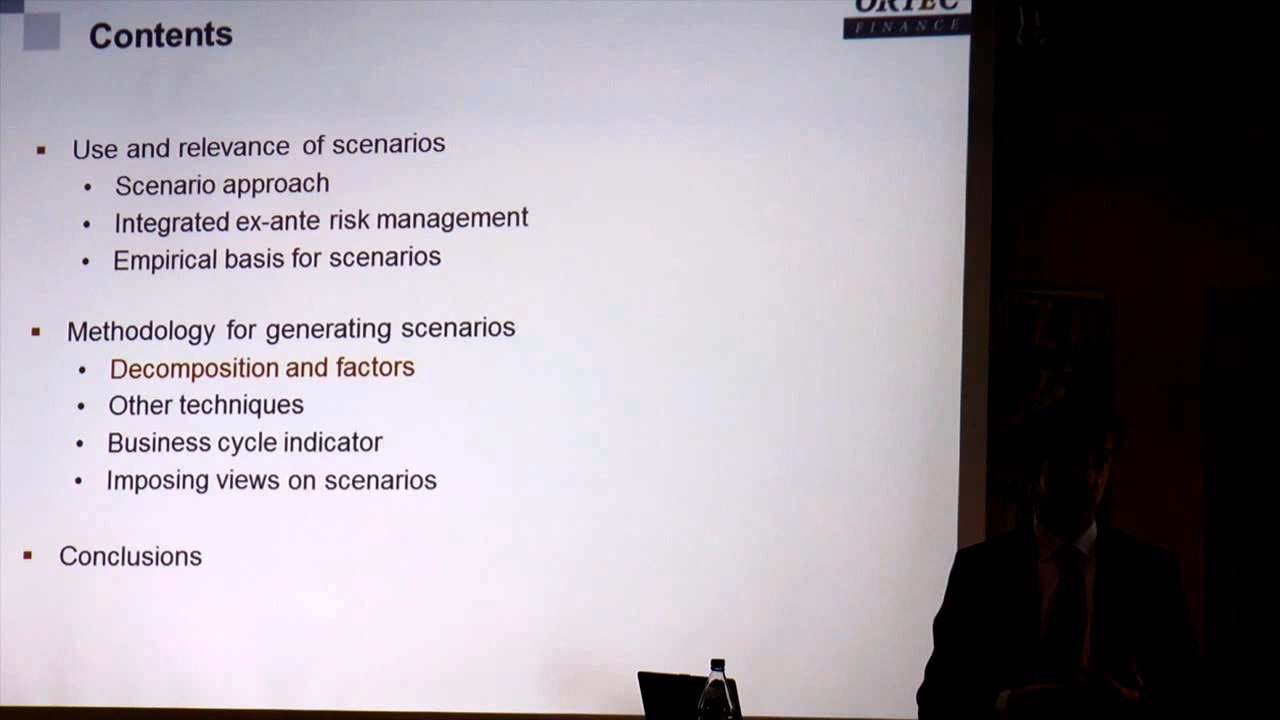 Contents
ORTEC
FINANCE
Use and relevance of scenarios
Scenario approach
Integrated ex-ante risk management
Empirical basis for scenarios
Methodology for generating scenarios
Decomposition and factors
Other techniques
Business cycle indicator
Imposing views on scenarios
Conclusions